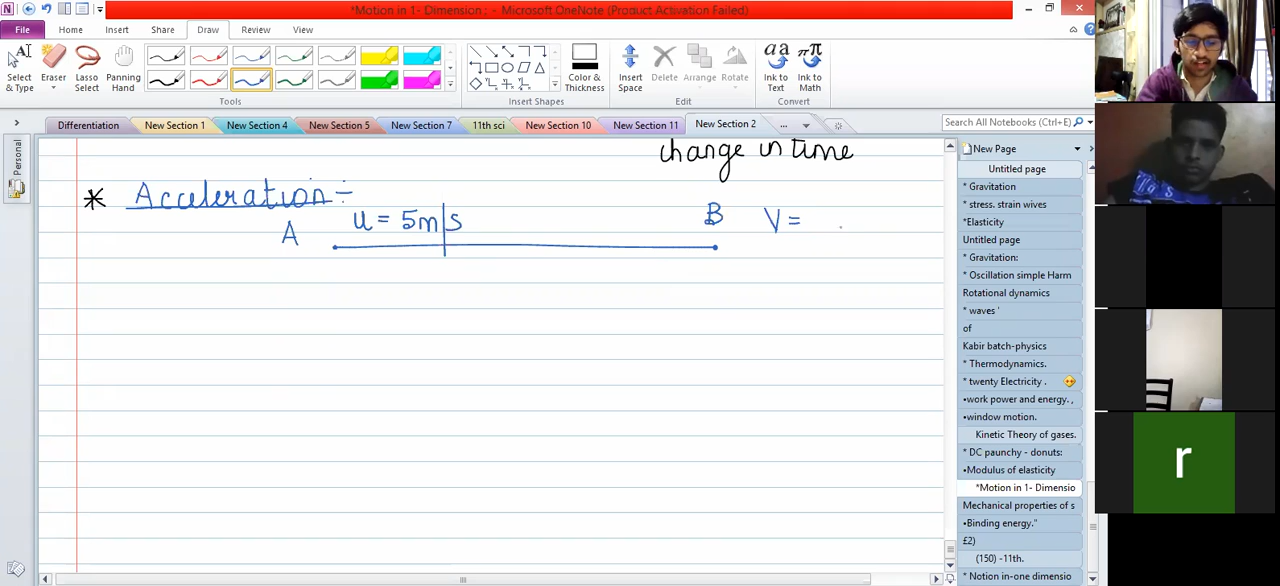 *Motion in 1- Dimension : - Microsoft OneNote (Product Activation Failed)
File Home Insert Share Draw Review View
Select & Type Eraser Lasso Select Panning Hand Color & Thickness Insert Space Delete Arrange Rotate Ink to Text Ink to Math
Tools Insert Shapes Edit Convert
Differentiation New Section 1 New Section 4 New Section 5 New Section 7 11th sci New Section 10 New Section 11 New Section 2 ... Search All Notebooks (Ctrl+E)
Personal
change in time
* Acceleration :-
A u = 5m/s B V =
New Page
Untitled page
* Gravitation
* stress. strain wives
*Elasticity
Untitled page
* Gravitation:
* Oscillation simple Harm
Rotational dynamics
* waves '
of
Kabir batch-physics
* Thermodynamics.
* twenty Electricity .
•work power and energy. ,
•window motion.
Kinetic Theory of gases.
* DC paunchy - donuts:
•Modulus of elasticity
*Motion in 1- Dimensio
Mechanical properties of s
•Binding energy."
£2)
(150) -11th.
* Notion in-one dimensio
r